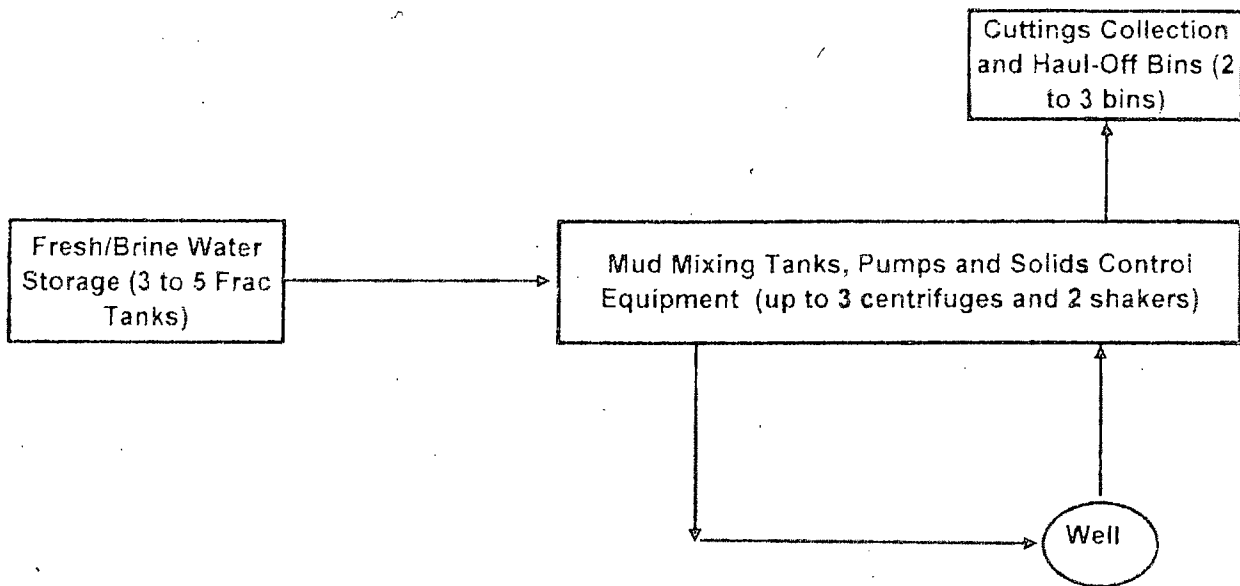 Cuttings Collection
and Haul-Off Bins (2
to 3 bins)
Fresh/Brine Water
Storage (3 to 5 Frac
Tanks)
Mud Mixing Tanks, Pumps and Solids Control
Equipment (up to 3 centrifuges and 2 shakers)
Well